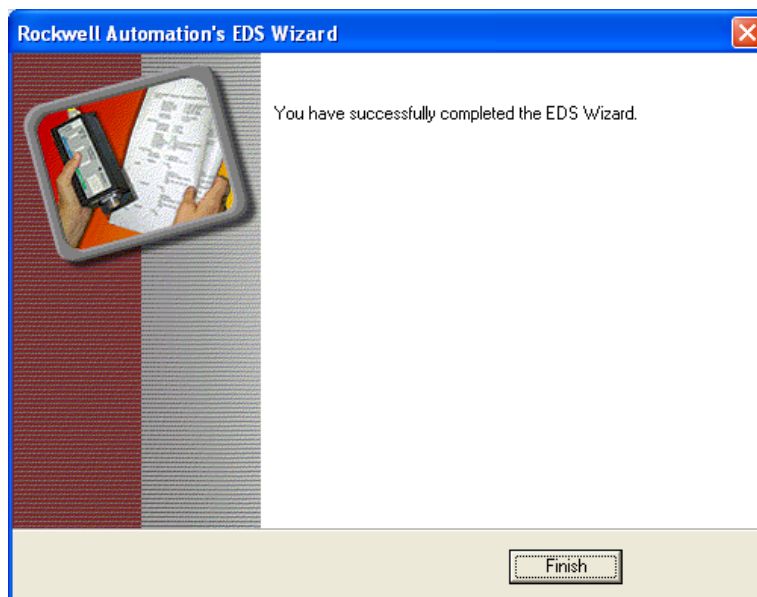 Rockwell Automation's EDS Wizard
You have successfully completed the EDS Wizard.
Finish